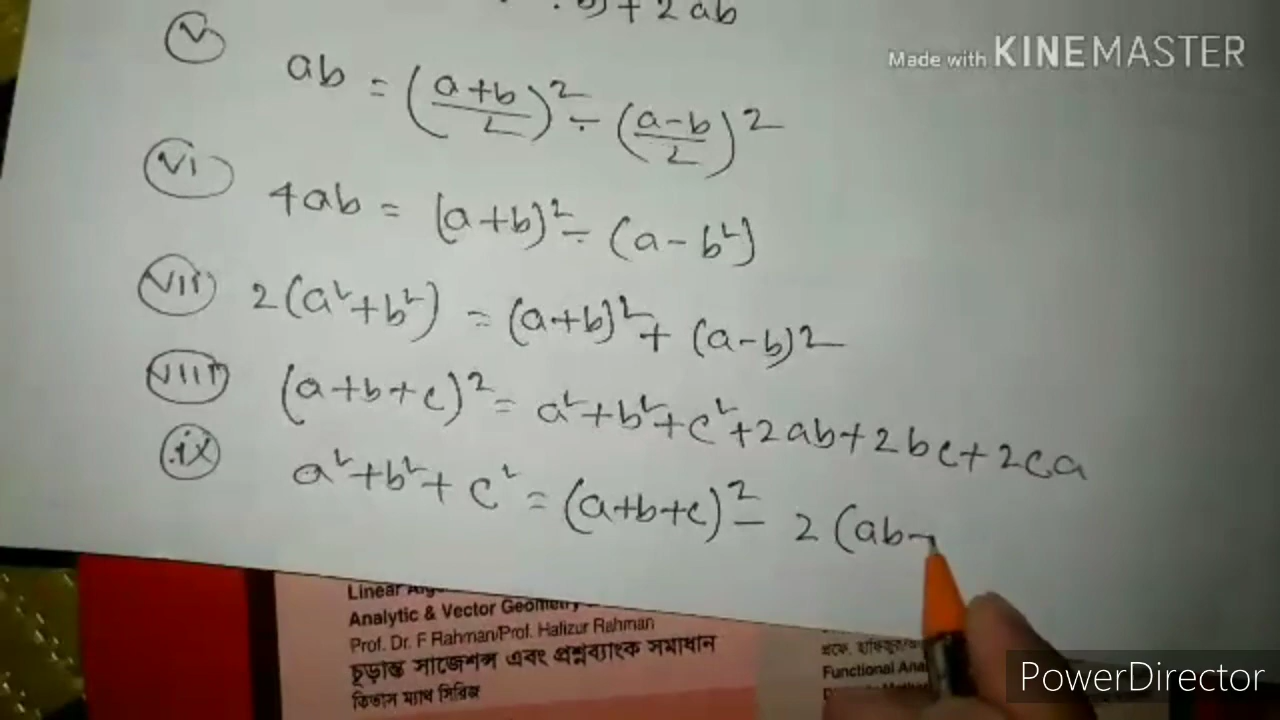 b) + 2ab
Made with KINEMASTER
v ab = (a+b/2)² - (a-b/2)²
vi 4ab = (a+b)² - (a-b²)
vii 2(a²+b²) = (a+b)² + (a-b)²
viii (a+b+c)² = a²+b²+c²+2ab+2bc+2ca
ix a²+b²+c² = (a+b+c)² - 2(ab-
Linear
Analytic & Vector Geometry
Prof. Dr. F Rahman/Prof. Hafizur Rahman
চূড়ান্ত সাজেশন্স এবং প্রশ্নব্যাংক সমাধান
কিতাব ম্যাথ সিরিজ
Functional Ana
PowerDirector